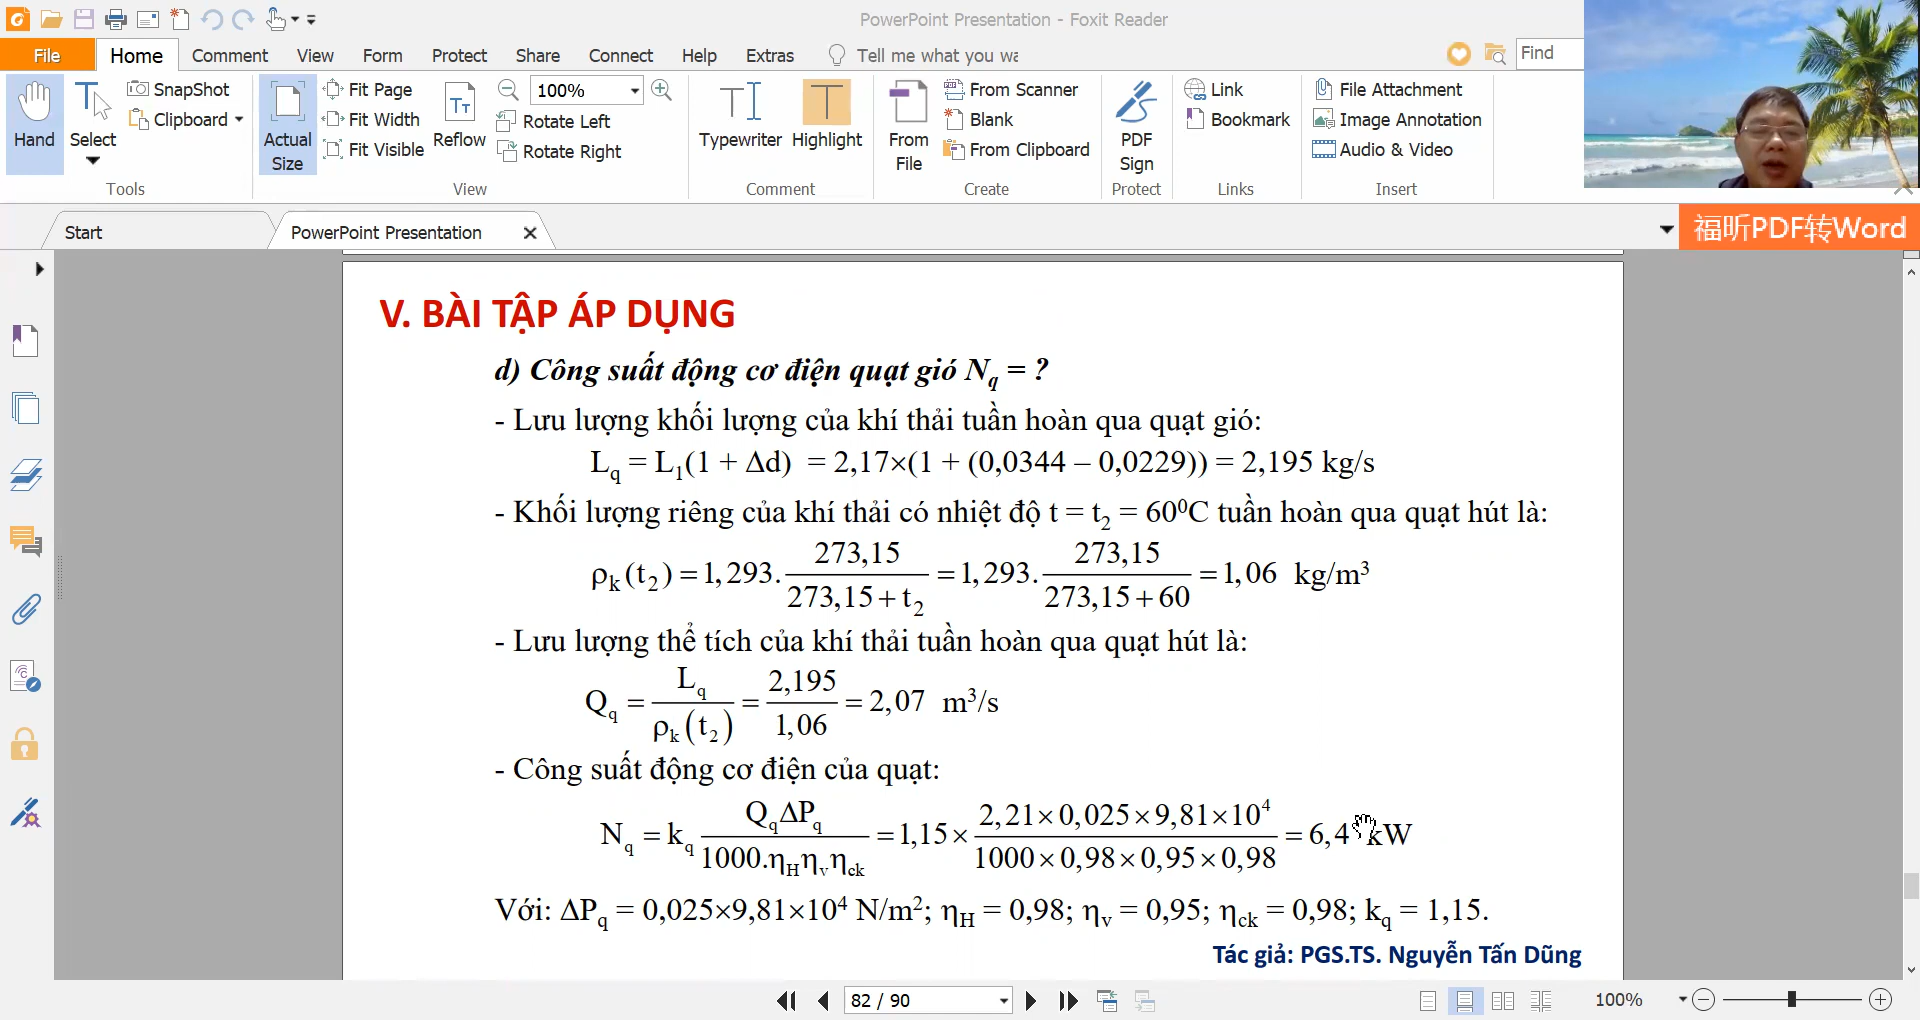 PowerPoint Presentation - Foxit Reader
File Home Comment View Form Protect Share Connect Help Extras Tell me what you wa Find
Hand Select SnapShot Clipboard Actual Size Fit Page Fit Width Fit Visible Reflow 100% Rotate Left Rotate Right Typewriter Highlight From File From Scanner Blank From Clipboard PDF Sign Link Bookmark File Attachment Image Annotation Audio & Video
Tools View Comment Create Protect Links Insert
Start PowerPoint Presentation 福昕PDF转Word
V. BÀI TẬP ÁP DỤNG
d) Công suất động cơ điện quạt gió N_q = ?
- Lưu lượng khối lượng của khí thải tuần hoàn qua quạt gió:
L_q = L_1(1 + Δd) = 2,17×(1 + (0,0344 – 0,0229)) = 2,195 kg/s
- Khối lượng riêng của khí thải có nhiệt độ t = t_2 = 60⁰C tuần hoàn qua quạt hút là:
ρ_k(t_2) = 1,293. 273,15 / (273,15 + t_2) = 1,293. 273,15 / (273,15 + 60) = 1,06 kg/m³
- Lưu lượng thể tích của khí thải tuần hoàn qua quạt hút là:
Q_q = L_q / ρ_k(t_2) = 2,195 / 1,06 = 2,07 m³/s
- Công suất động cơ điện của quạt:
N_q = k_q Q_qΔP_q / 1000.η_Hη_vη_ck = 1,15× 2,21×0,025×9,81×10⁴ / 1000×0,98×0,95×0,98 = 6,4 kW
Với: ΔP_q = 0,025×9,81×10⁴ N/m²; η_H = 0,98; η_v = 0,95; η_ck = 0,98; k_q = 1,15.
Tác giả: PGS.TS. Nguyễn Tấn Dũng
82 / 90 100%